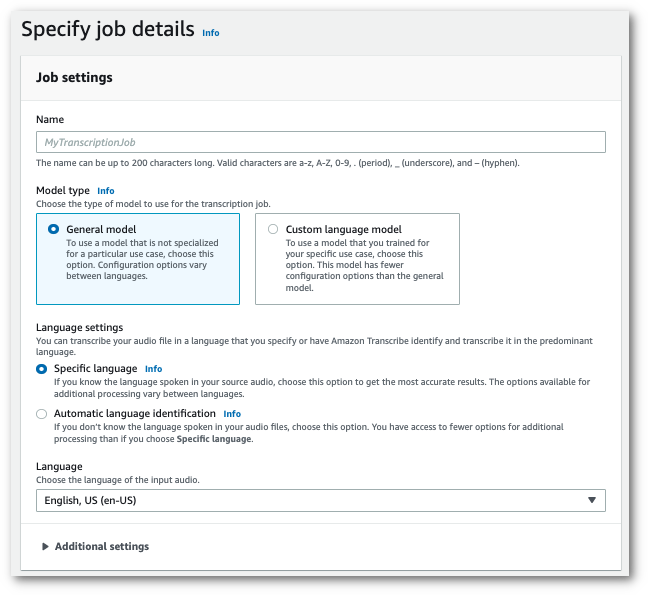 Specify job details Info
Job settings
Name
MyTranscriptionJob
The name can be up to 200 characters long. Valid characters are a-z, A-Z, 0-9, . (period), _ (underscore), and – (hyphen).
Model type Info
Choose the type of model to use for the transcription job.
General model
To use a model that is not specialized
for a particular use case, choose this
option. Configuration options vary
between languages.
Custom language model
To use a model that you trained for
your specific use case, choose this
option. This model has fewer
configuration options than the general
model.
Language settings
You can transcribe your audio file in a language that you specify or have Amazon Transcribe identify and transcribe it in the predominant
language.
Specific language Info
If you know the language spoken in your source audio, choose this option to get the most accurate results. The options available for
additional processing vary between languages.
Automatic language identification Info
If you don't know the language spoken in your audio files, choose this option. You have access to fewer options for additional
processing than if you choose Specific language.
Language
Choose the language of the input audio.
English, US (en-US)
Additional settings